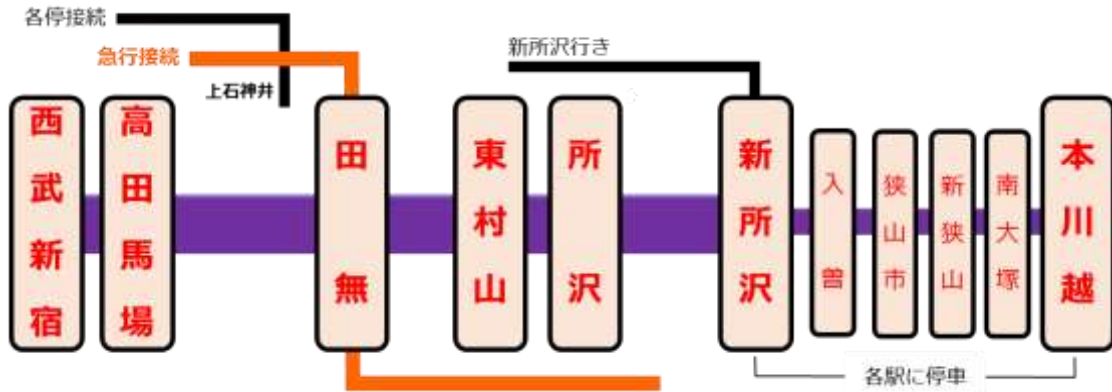 各停接続
急行接続
上石神井
新所沢行き
西武新宿
高田馬場
田無
東村山
所沢
新所沢
入曽
狭山市
新狭山
南大塚
本川越
各駅に停車